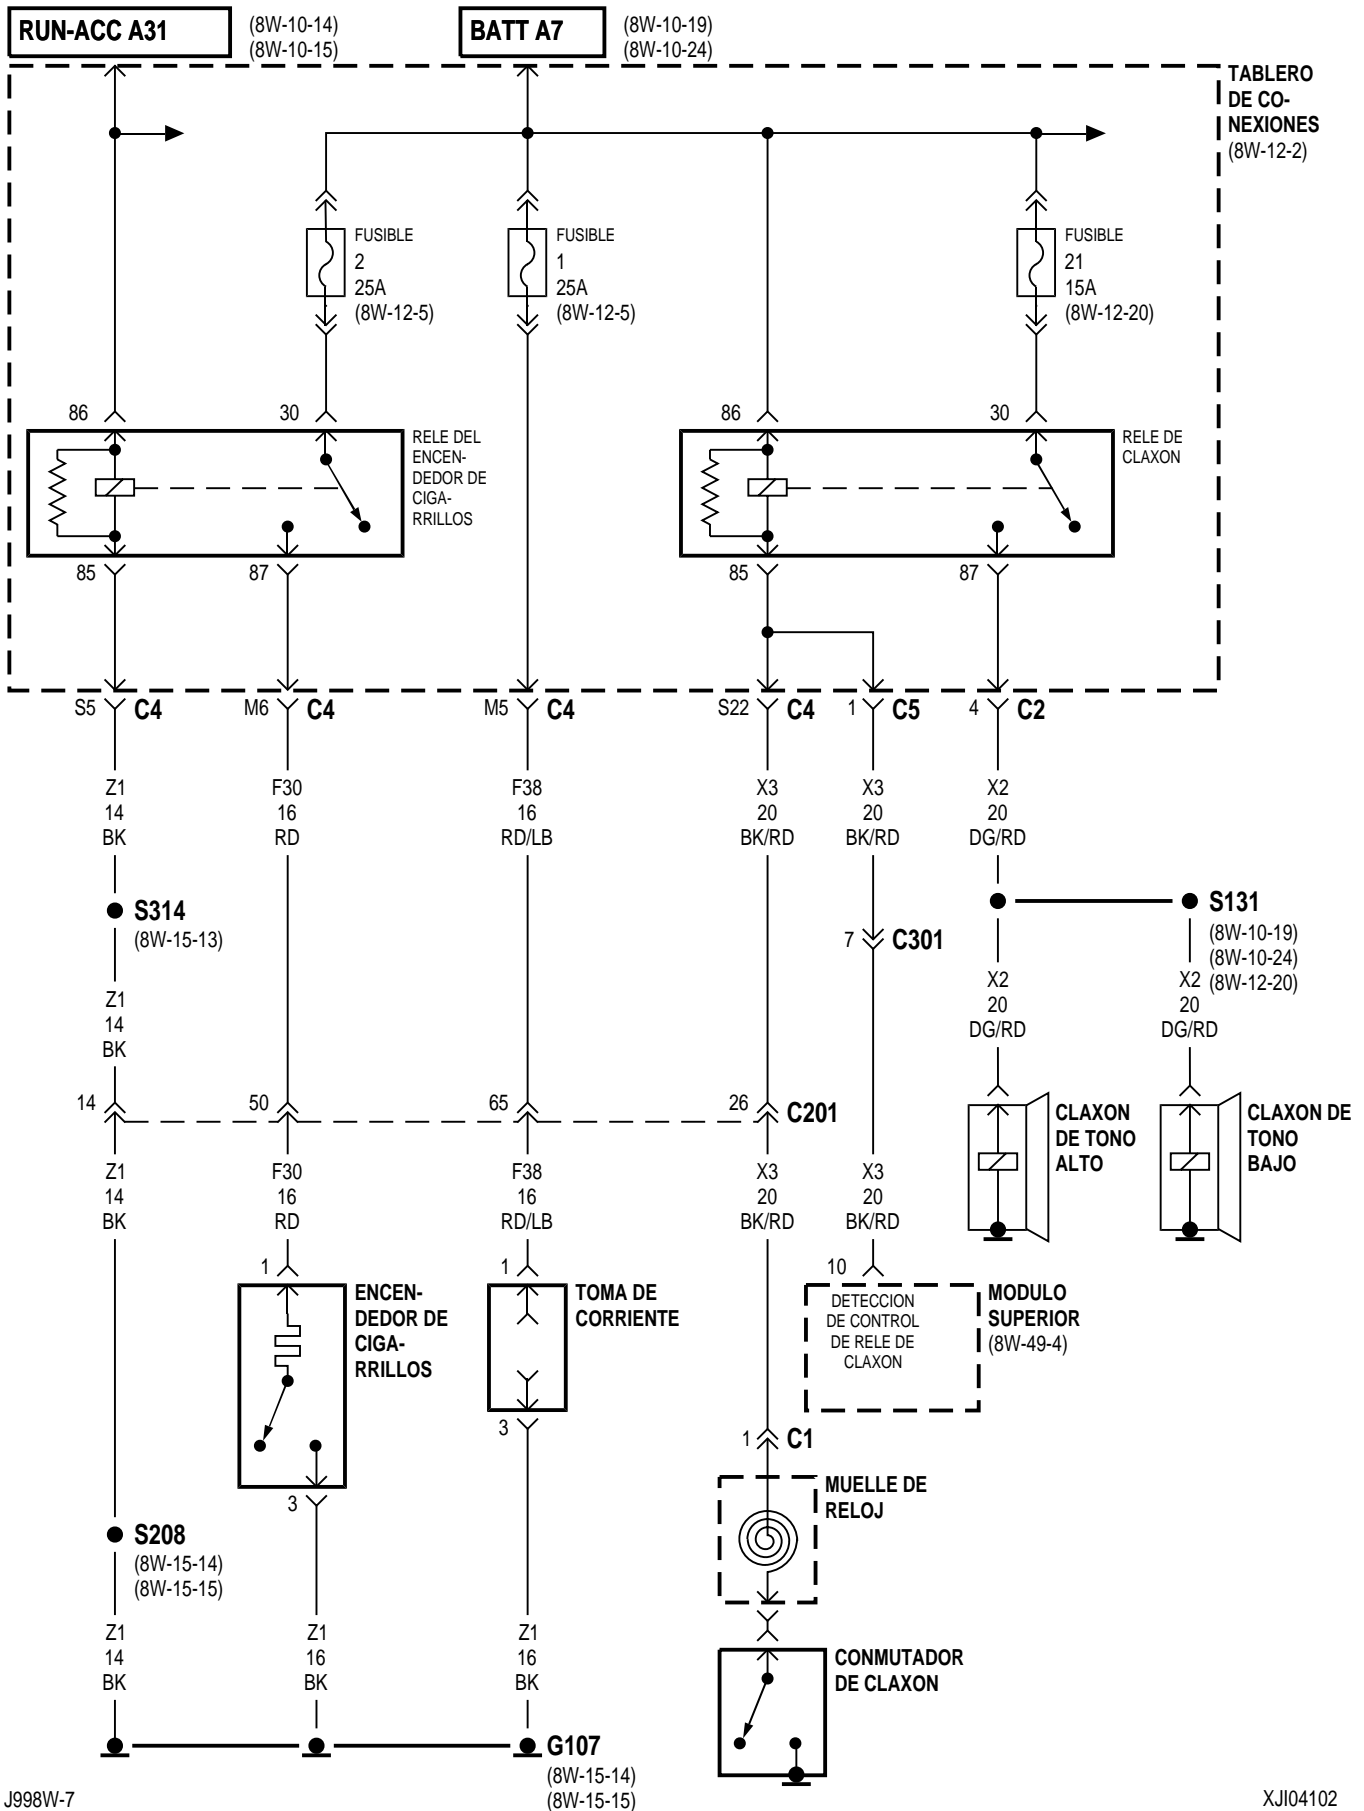 RUN-ACC A31
(8W-10-14)
(8W-10-15)
BATT A7
(8W-10-19)
(8W-10-24)
TABLERO
DE CO-
NEXIONES
(8W-12-2)
FUSIBLE
2
25A
(8W-12-5)
FUSIBLE
1
25A
(8W-12-5)
FUSIBLE
21
15A
(8W-12-20)
86
30
86
30
RELE DEL
ENCEN-
DEDOR DE
CIGA-
RRILLOS
RELE DE
CLAXON
85
87
85
87
S5 C4
M6 C4
M5 C4
S22 C4
1 C5
4 C2
Z1
14
BK
F30
16
RD
F38
16
RD/LB
X3
20
BK/RD
X3
20
BK/RD
X2
20
DG/RD
S314
(8W-15-13)
S131
(8W-10-19)
(8W-10-24)
(8W-12-20)
7 C301
Z1
14
BK
X2
20
DG/RD
X2
20
DG/RD
14
50
65
26
C201
CLAXON
DE TONO
ALTO
CLAXON DE
TONO
BAJO
Z1
14
BK
F30
16
RD
F38
16
RD/LB
X3
20
BK/RD
X3
20
BK/RD
1
1
10
ENCEN-
DEDOR DE
CIGA-
RRILLOS
TOMA DE
CORRIENTE
DETECCION
DE CONTROL
DE RELE DE
CLAXON
MODULO
SUPERIOR
(8W-49-4)
3
3
1 C1
MUELLE DE
RELOJ
S208
(8W-15-14)
(8W-15-15)
Z1
14
BK
Z1
16
BK
Z1
16
BK
CONMUTADOR
DE CLAXON
G107
(8W-15-14)
(8W-15-15)
J998W-7
XJI04102